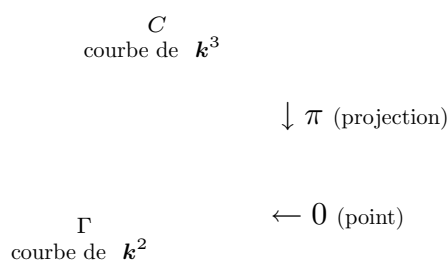 C
courbe de k³
↓ π (projection)
← 0 (point)
Γ
courbe de k²